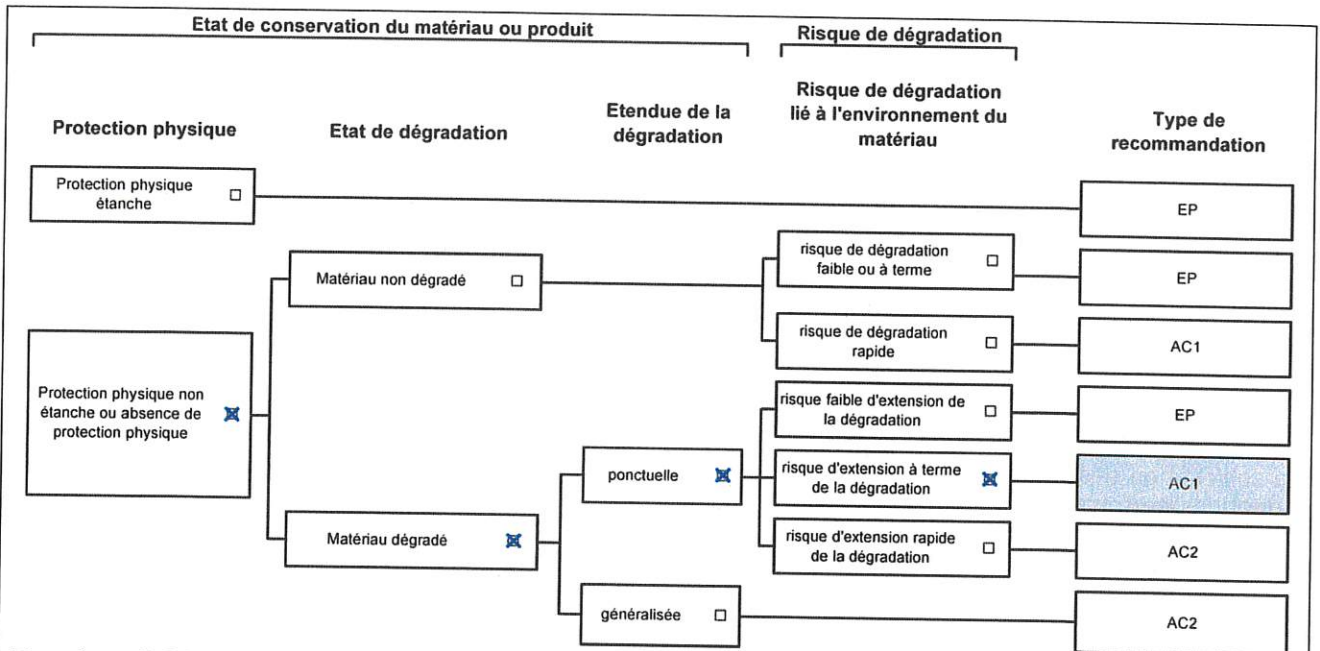 Etat de conservation du matériau ou produit
Risque de dégradation
Protection physique
Etat de dégradation
Etendue de la
dégradation
Risque de dégradation
lié à l'environnement du
matériau
Type de
recommandation
Protection physique
étanche
EP
Matériau non dégradé
risque de dégradation
faible ou à terme
EP
risque de dégradation
rapide
AC1
Protection physique non
étanche ou absence de
protection physique
risque faible d'extension de
la dégradation
EP
ponctuelle
risque d'extension à terme
de la dégradation
AC1
Matériau dégradé
risque d'extension rapide
de la dégradation
AC2
généralisée
AC2